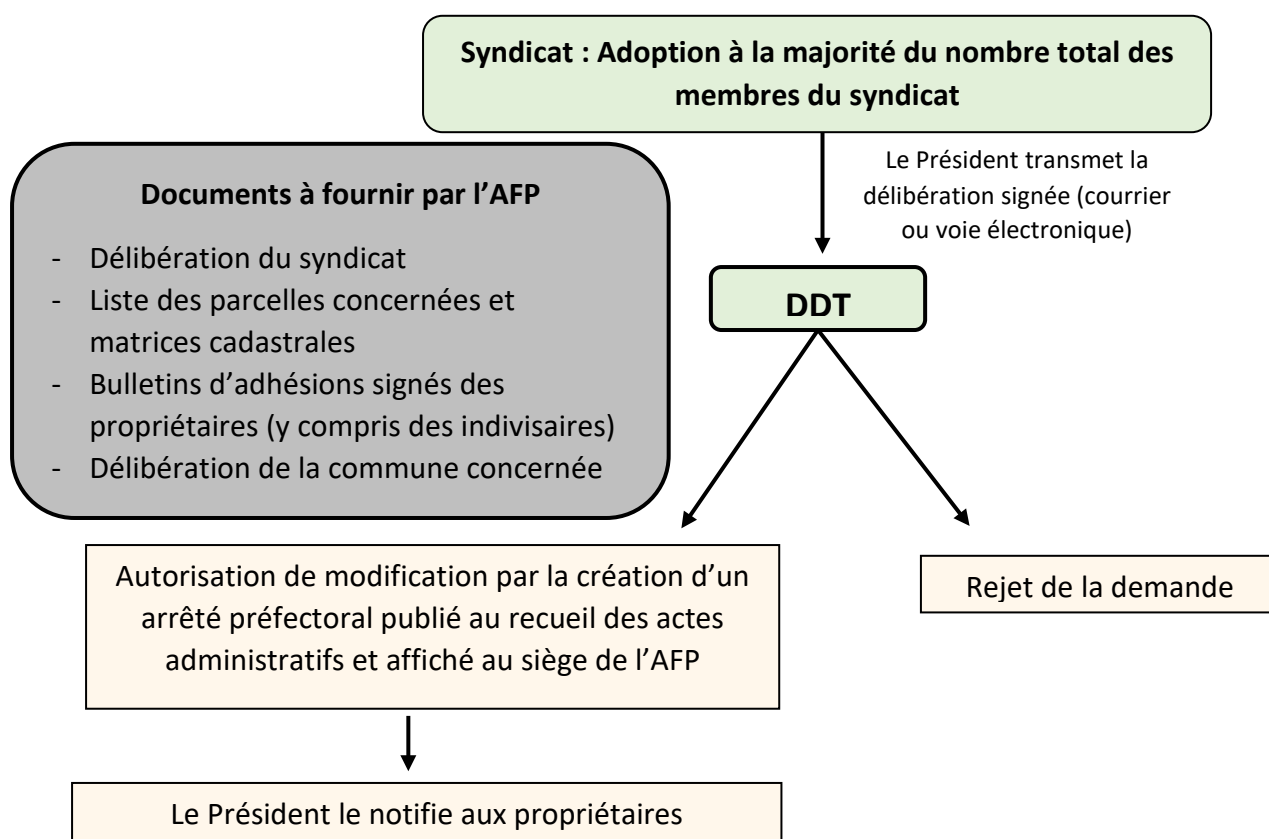 Syndicat : Adoption à la majorité du nombre total des
membres du syndicat
Le Président transmet la
délibération signée (courrier
ou voie électronique)
Documents à fournir par l’AFP
- Délibération du syndicat
- Liste des parcelles concernées et
matrices cadastrales
- Bulletins d’adhésions signés des
propriétaires (y compris des indivisaires)
- Délibération de la commune concernée
DDT
Autorisation de modification par la création d’un
arrêté préfectoral publié au recueil des actes
administratifs et affiché au siège de l’AFP
Rejet de la demande
Le Président le notifie aux propriétaires